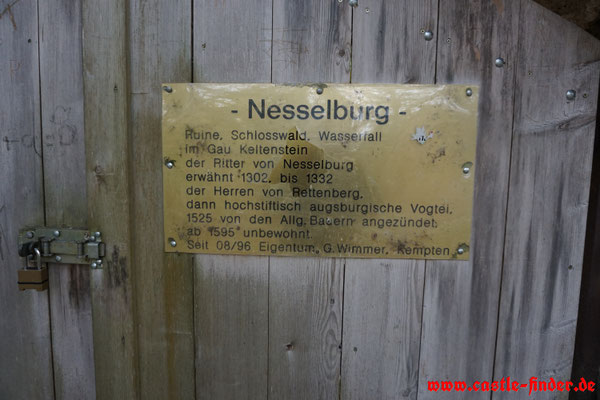 - Nesselburg -
Ruine, Schlosswald, Wasserfall
im Gau Keltenstein
der Ritter von Nesselburg
erwähnt 1302, bis 1332
der Herren von Rettenberg,
dann hochstiftisch augsburgische Vogtei,
1525 von den Allg. Bauern angezündet
ab 1595 unbewohnt
Seit 08/96 Eigentum, G. Wimmer, Kempten
www.castle-finder.de